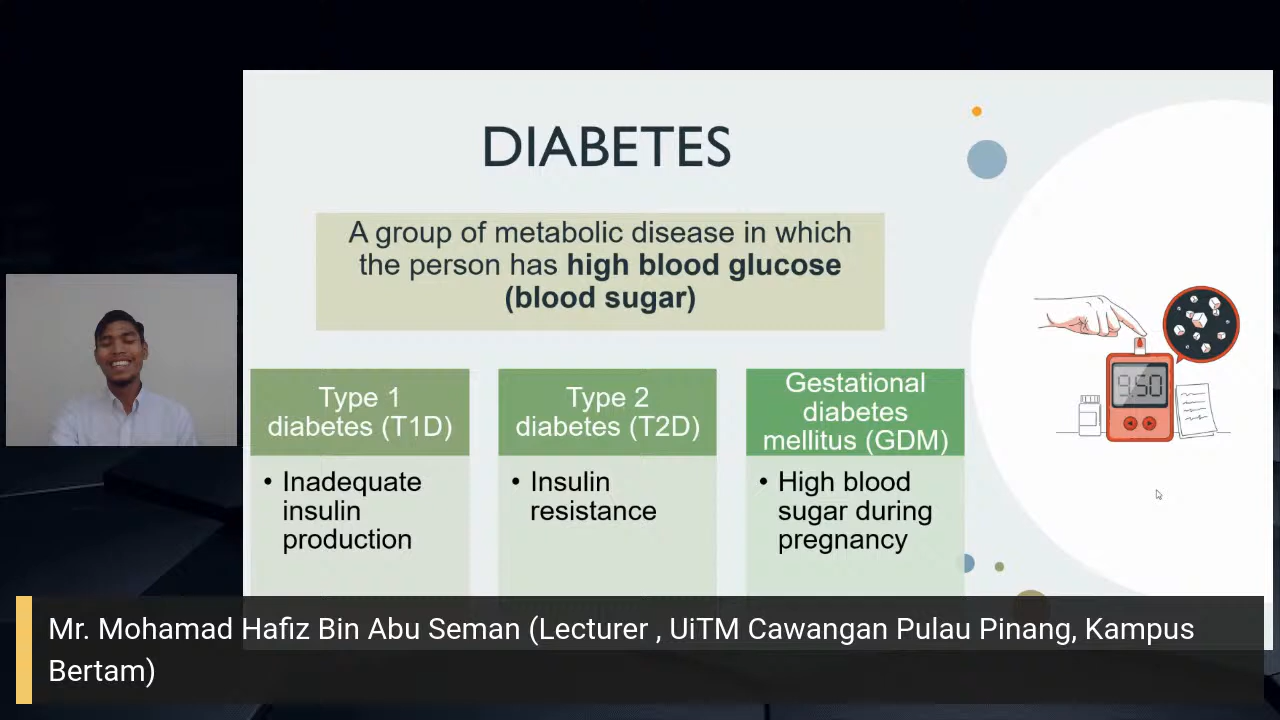 DIABETES
A group of metabolic disease in which
the person has high blood glucose
(blood sugar)
Type 1
diabetes (T1D)
• Inadequate
insulin
production
Type 2
diabetes (T2D)
• Insulin
resistance
Gestational
diabetes
mellitus (GDM)
• High blood
sugar during
pregnancy
9.50
Mr. Mohamad Hafiz Bin Abu Seman (Lecturer , UiTM Cawangan Pulau Pinang, Kampus
Bertam)